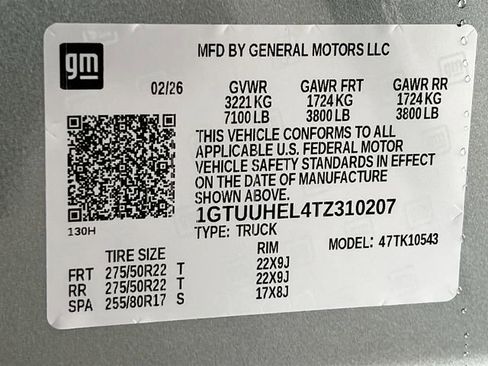 gm
MFD BY GENERAL MOTORS LLC
02/26 GVWR GAWR FRT GAWR RR
3221 KG 1724 KG 1724 KG
7100 LB 3800 LB 3800 LB
THIS VEHICLE CONFORMS TO ALL
APPLICABLE U.S. FEDERAL MOTOR
VEHICLE SAFETY STANDARDS IN EFFECT
ON THE DATE OF MANUFACTURE
SHOWN ABOVE.
1GTUUHEL4TZ310207
130H
TYPE: TRUCK
MODEL: 47TK10543
TIRE SIZE RIM
FRT 275/50R22 T 22X9J
RR 275/50R22 T 22X9J
SPA 255/80R17 S 17X8J